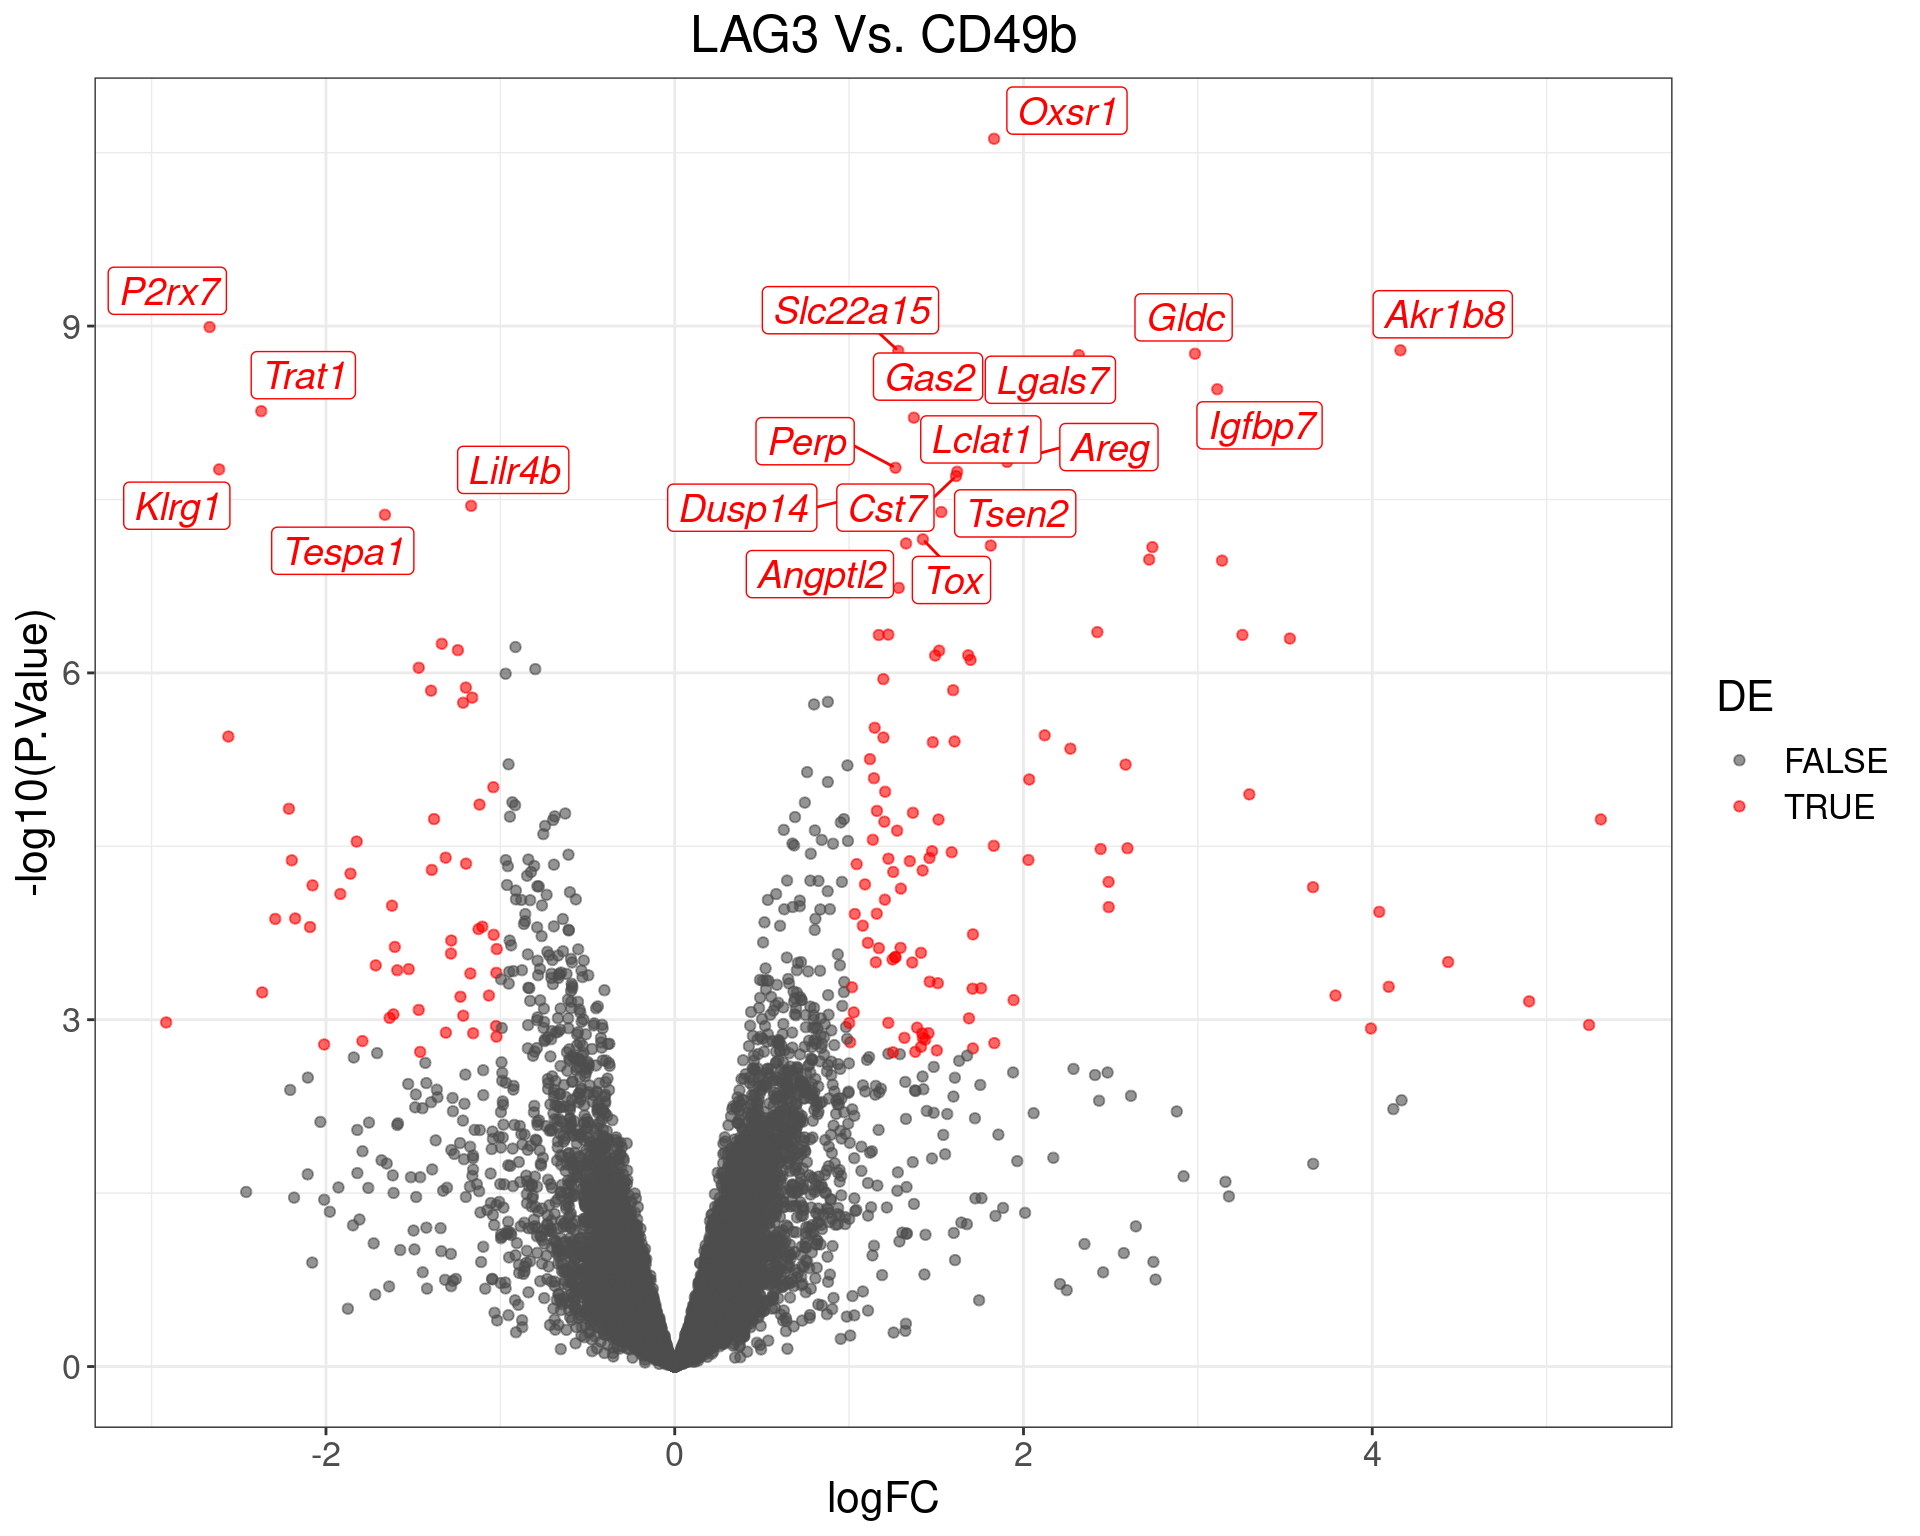 LAG3 Vs. CD49b
Oxsr1
P2rx7
Slc22a15
Gldc
Akr1b8
Trat1
Gas2
Lgals7
Igfbp7
Perp
Lclat1
Areg
Lilr4b
Klrg1
Dusp14
Cst7
Tsen2
Tespa1
Angptl2
Tox
-log10(P.Value)
9
6
3
0
-2
0
2
4
logFC
DE
FALSE
TRUE